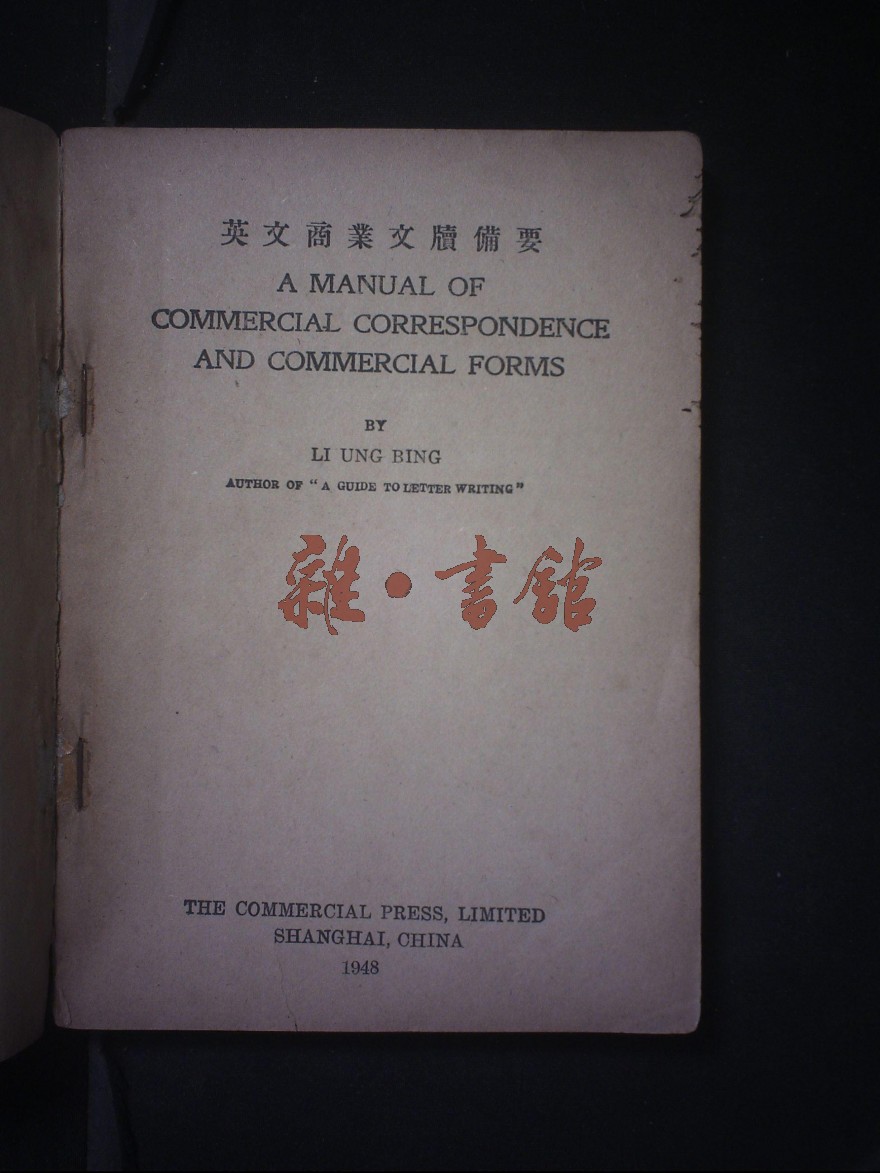 英文商業文牘備要
A MANUAL OF
COMMERCIAL CORRESPONDENCE
AND COMMERCIAL FORMS
BY
LI UNG BING
AUTHOR OF "A GUIDE TO LETTER WRITING"
雜•書館
THE COMMERCIAL PRESS, LIMITED
SHANGHAI, CHINA
1948